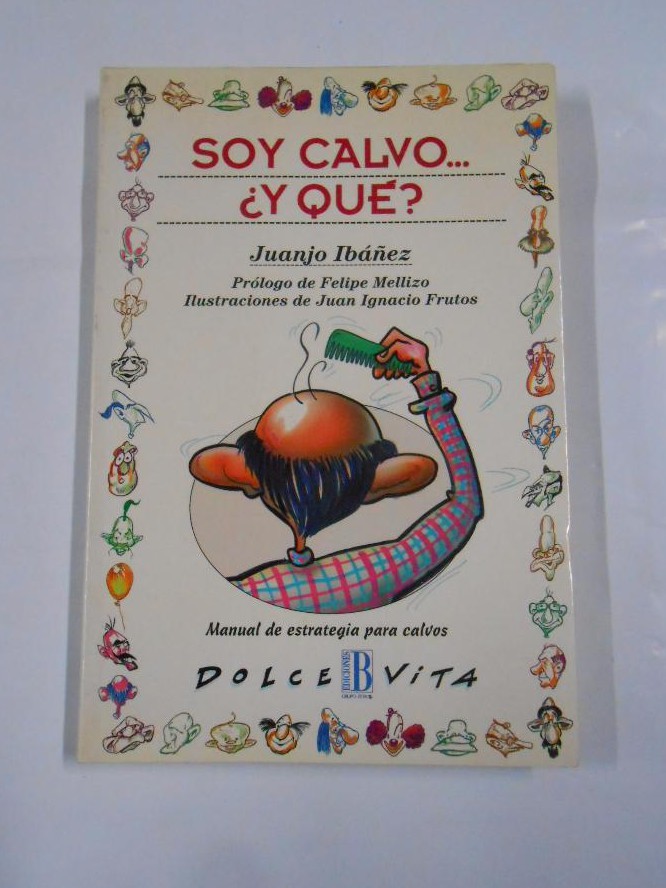 SOY CALVO...
¿Y QUÉ?
Juanjo Ibáñez
Prólogo de Felipe Mellizo
Ilustraciones de Juan Ignacio Frutos
Manual de estrategia para calvos
DOLCE EDICIONES B VITA